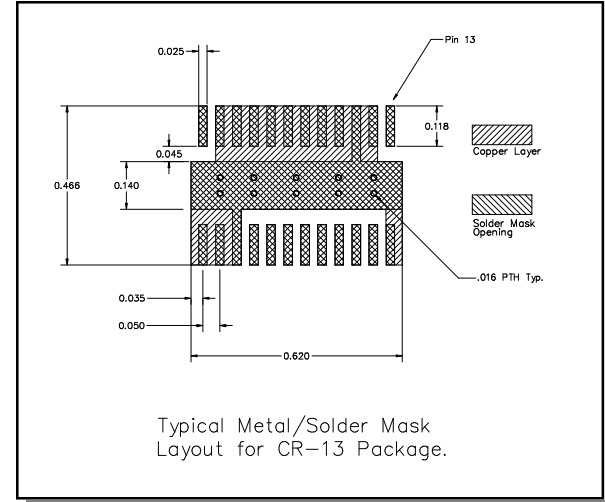 0.025
Pin 13
0.118
0.045
Copper Layer
0.466
0.140
Solder Mask
Opening
.016 PTH Typ.
0.035
0.050
0.620
Typical Metal/Solder Mask
Layout for CR-13 Package.